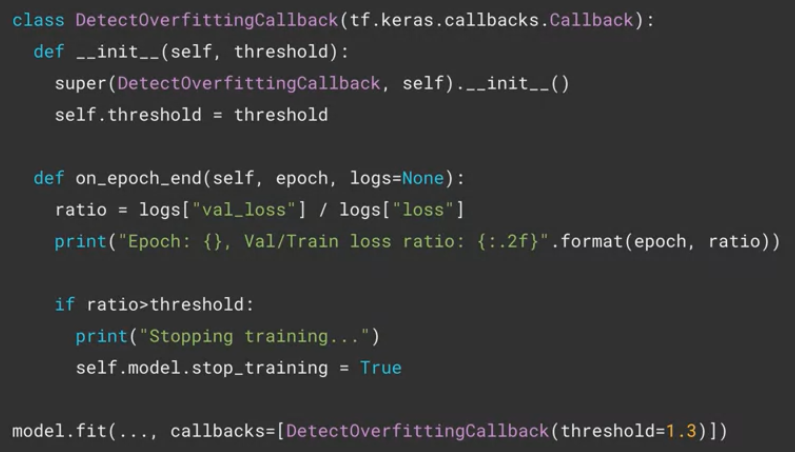 class DetectOverfittingCallback(tf.keras.callbacks.Callback):
  def __init__(self, threshold):
    super(DetectOverfittingCallback, self).__init__()
    self.threshold = threshold

  def on_epoch_end(self, epoch, logs=None):
    ratio = logs["val_loss"] / logs["loss"]
    print("Epoch: {}, Val/Train loss ratio: {:.2f}".format(epoch, ratio))

    if ratio>threshold:
      print("Stopping training...")
      self.model.stop_training = True

model.fit(..., callbacks=[DetectOverfittingCallback(threshold=1.3)])